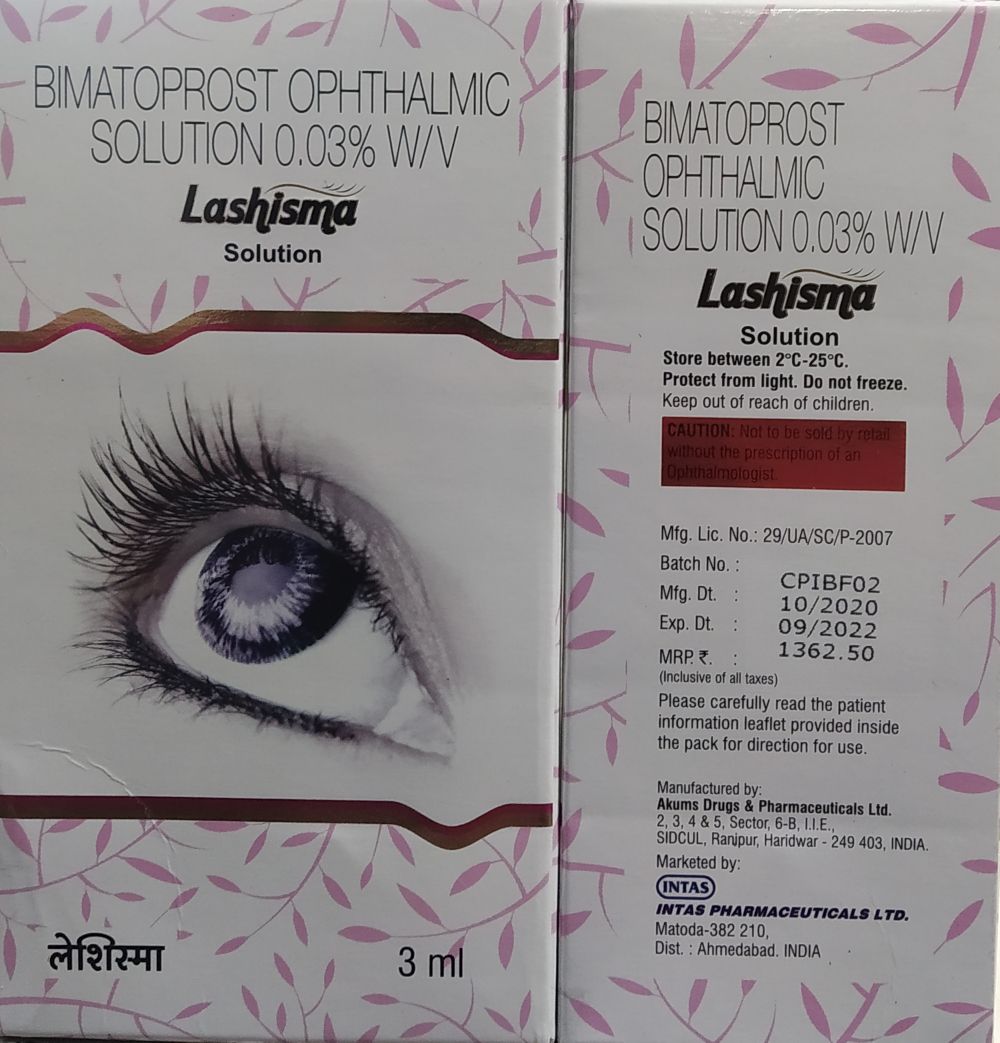 BIMATOPROST OPHTHALMIC
SOLUTION 0.03% W/V
Lashisma
Solution
लेशिस्मा
3 ml
BIMATOPROST
OPHTHALMIC
SOLUTION 0.03% W/V
Lashisma
Solution
Store between 2°C-25°C.
Protect from light. Do not freeze.
Keep out of reach of children.
CAUTION: Not to be sold by retail
without the prescription of an
Ophthalmologist.
Mfg. Lic. No.: 29/UA/SC/P-2007
Batch No. : CPIBF02
Mfg. Dt. : 10/2020
Exp. Dt. : 09/2022
MRP. ₹. : 1362.50
(Inclusive of all taxes)
Please carefully read the patient
information leaflet provided inside
the pack for direction for use.
Manufactured by:
Akums Drugs & Pharmaceuticals Ltd.
2, 3, 4 & 5, Sector, 6-B, I.I.E.,
SIDCUL, Ranipur, Haridwar - 249 403, INDIA.
Marketed by:
INTAS
INTAS PHARMACEUTICALS LTD.
Matoda-382 210,
Dist. : Ahmedabad. INDIA